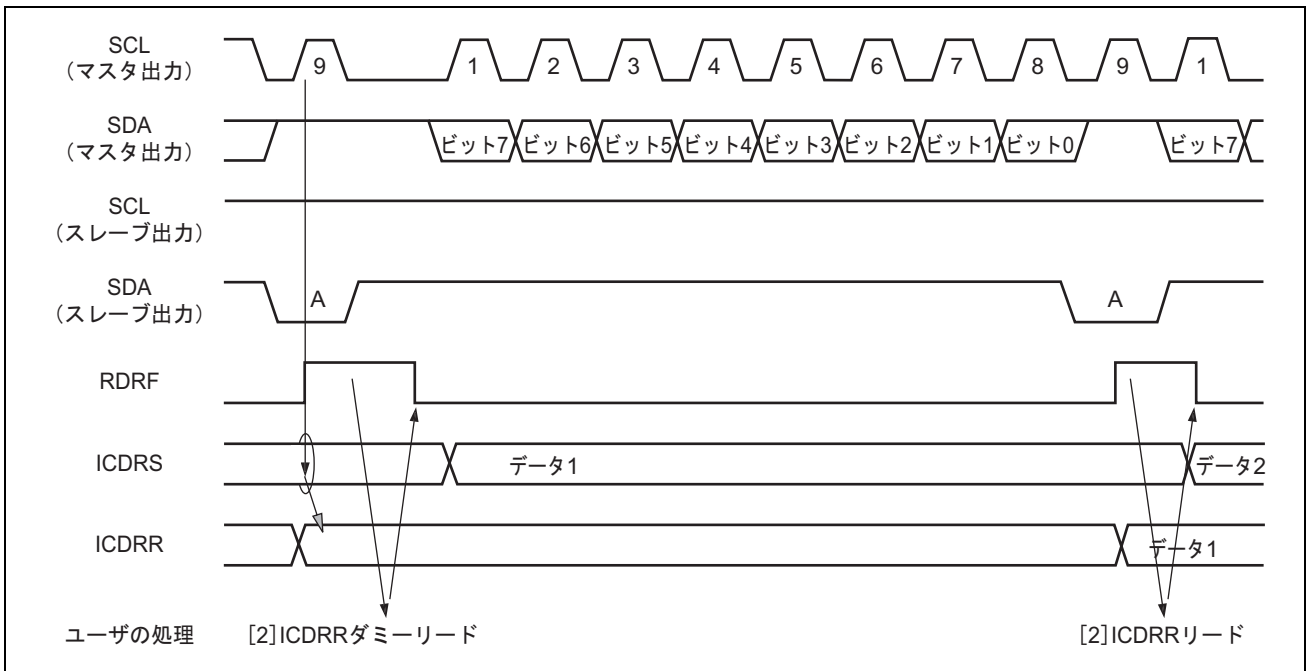 SCL
（マスタ出力）
9 1 2 3 4 5 6 7 8 9 1
SDA
（マスタ出力）
ビット7 ビット6 ビット5 ビット4 ビット3 ビット2 ビット1 ビット0 ビット7
SCL
（スレーブ出力）
SDA
（スレーブ出力）
A A
RDRF
ICDRS
データ1 データ2
ICDRR
データ1
ユーザの処理 [2]ICDRRダミーリード [2]ICDRRリード